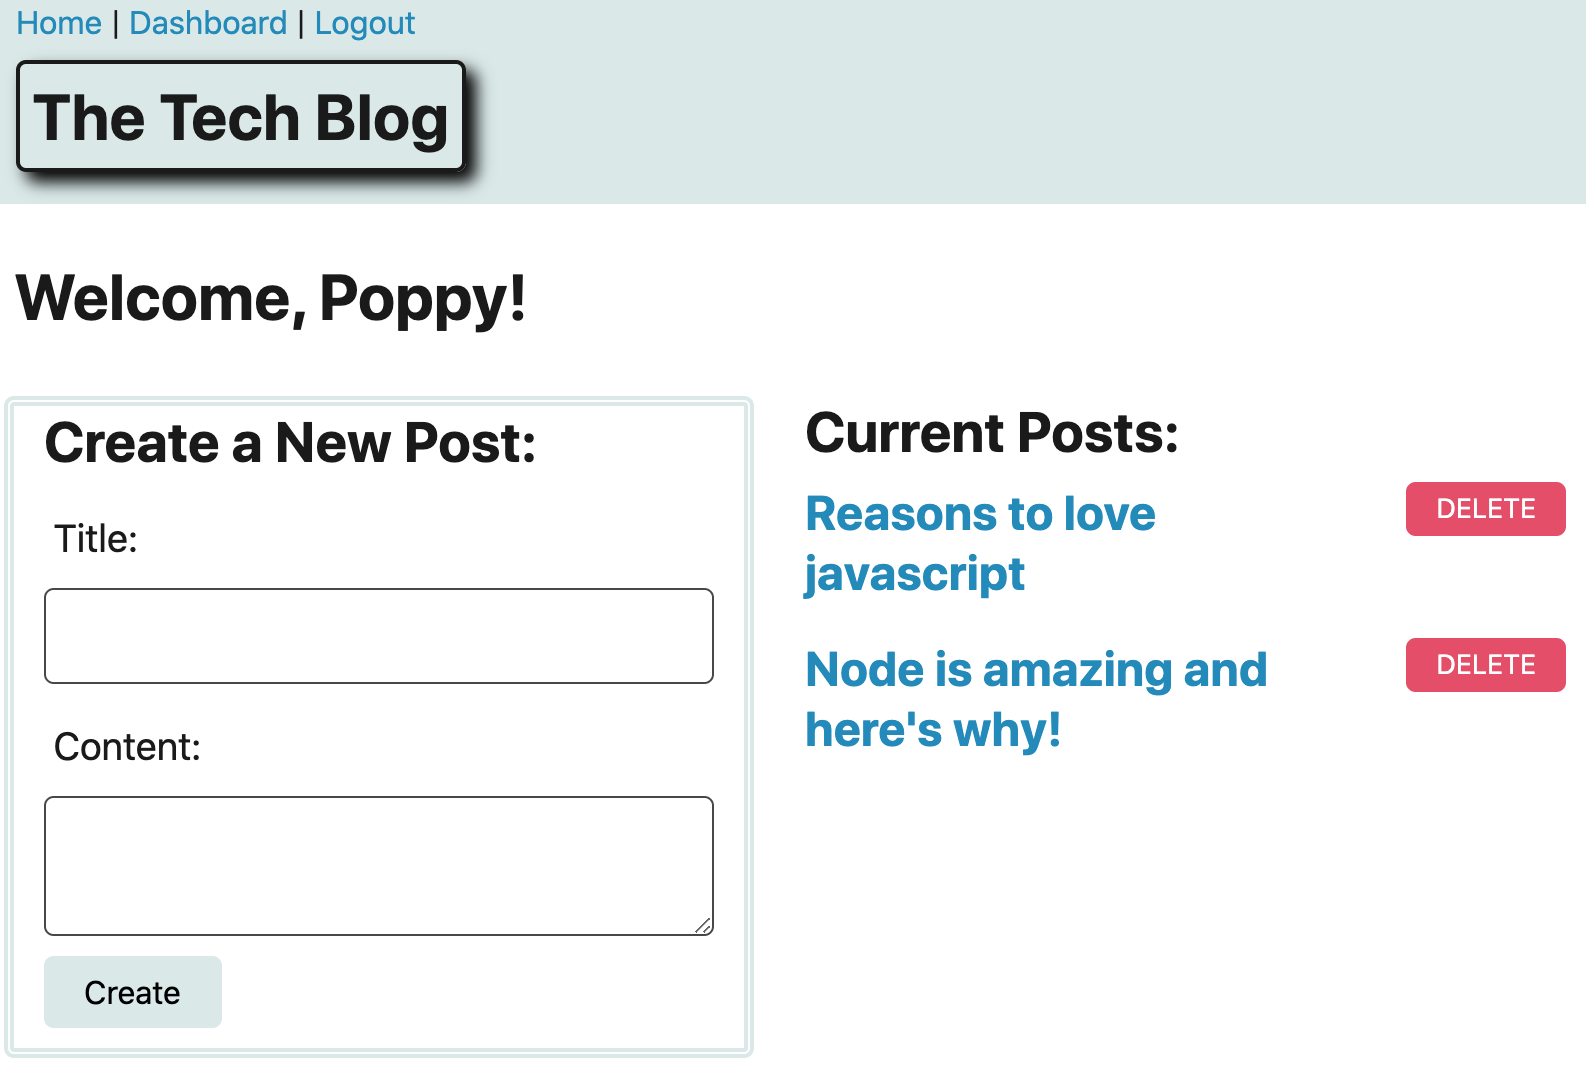 Home | Dashboard | Logout
The Tech Blog
Welcome, Poppy!
Create a New Post:
Title:
Content:
Create
Current Posts:
Reasons to love
javascript
DELETE
Node is amazing and
here's why!
DELETE